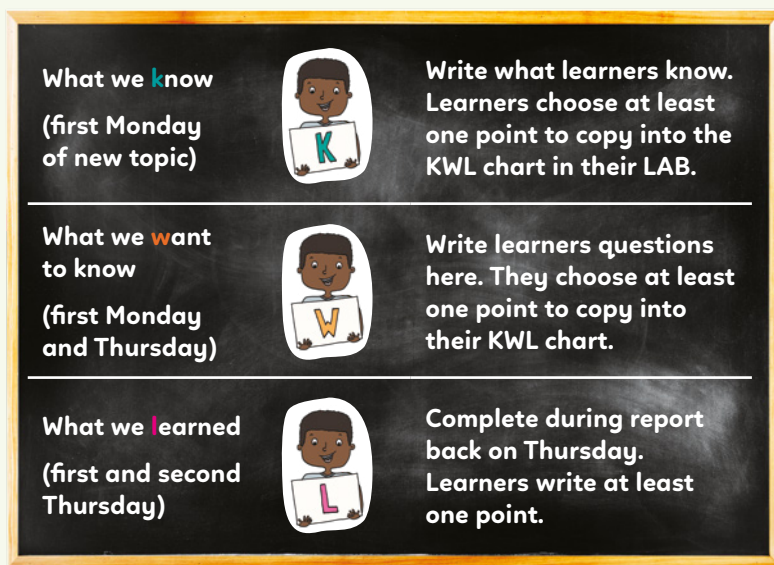 What we know
(first Monday
of new topic)
K
Write what learners know.
Learners choose at least
one point to copy into the
KWL chart in their LAB.
What we want
to know
(first Monday
and Thursday)
W
Write learners questions
here. They choose at least
one point to copy into
their KWL chart.
What we learned
(first and second
Thursday)
L
Complete during report
back on Thursday.
Learners write at least
one point.